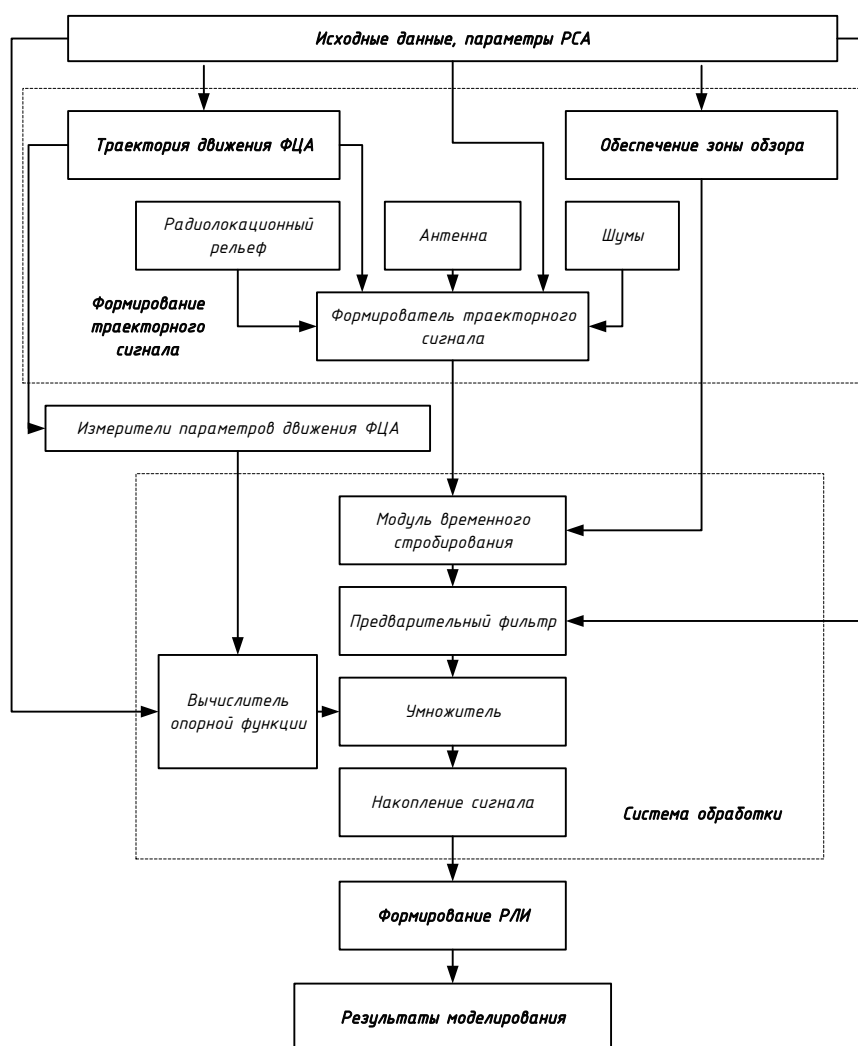 Исходные данные, параметры РСА
Траектория движения ФЦА
Обеспечение зоны обзора
Радиолокационный
рельеф
Антенна
Шумы
Формирование
траекторного
сигнала
Формирователь траекторного
сигнала
Измерители параметров движения ФЦА
Модуль временного
стробирования
Предварительный фильтр
Вычислитель
опорной функции
Умножитель
Накопление сигнала
Система обработки
Формирование РЛИ
Результаты моделирования